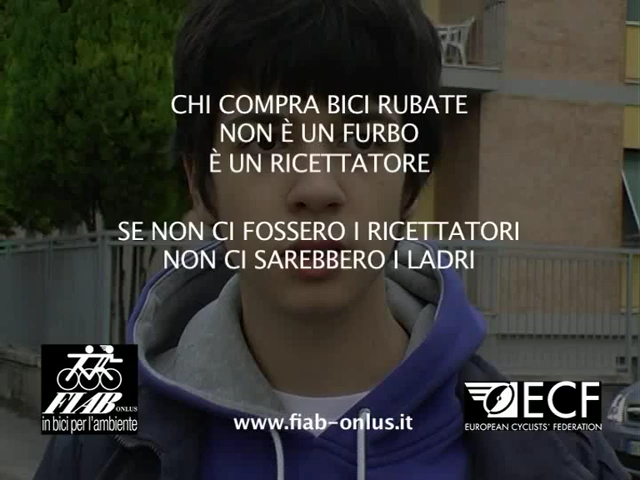 CHI COMPRA BICI RUBATE
NON È UN FURBO
È UN RICETTATORE
SE NON CI FOSSERO I RICETTATORI
NON CI SAREBBERO I LADRI
FIAB ONLUS
in bici per l'ambiente
www.fiab-onlus.it
ECF
EUROPEAN CYCLISTS' FEDERATION